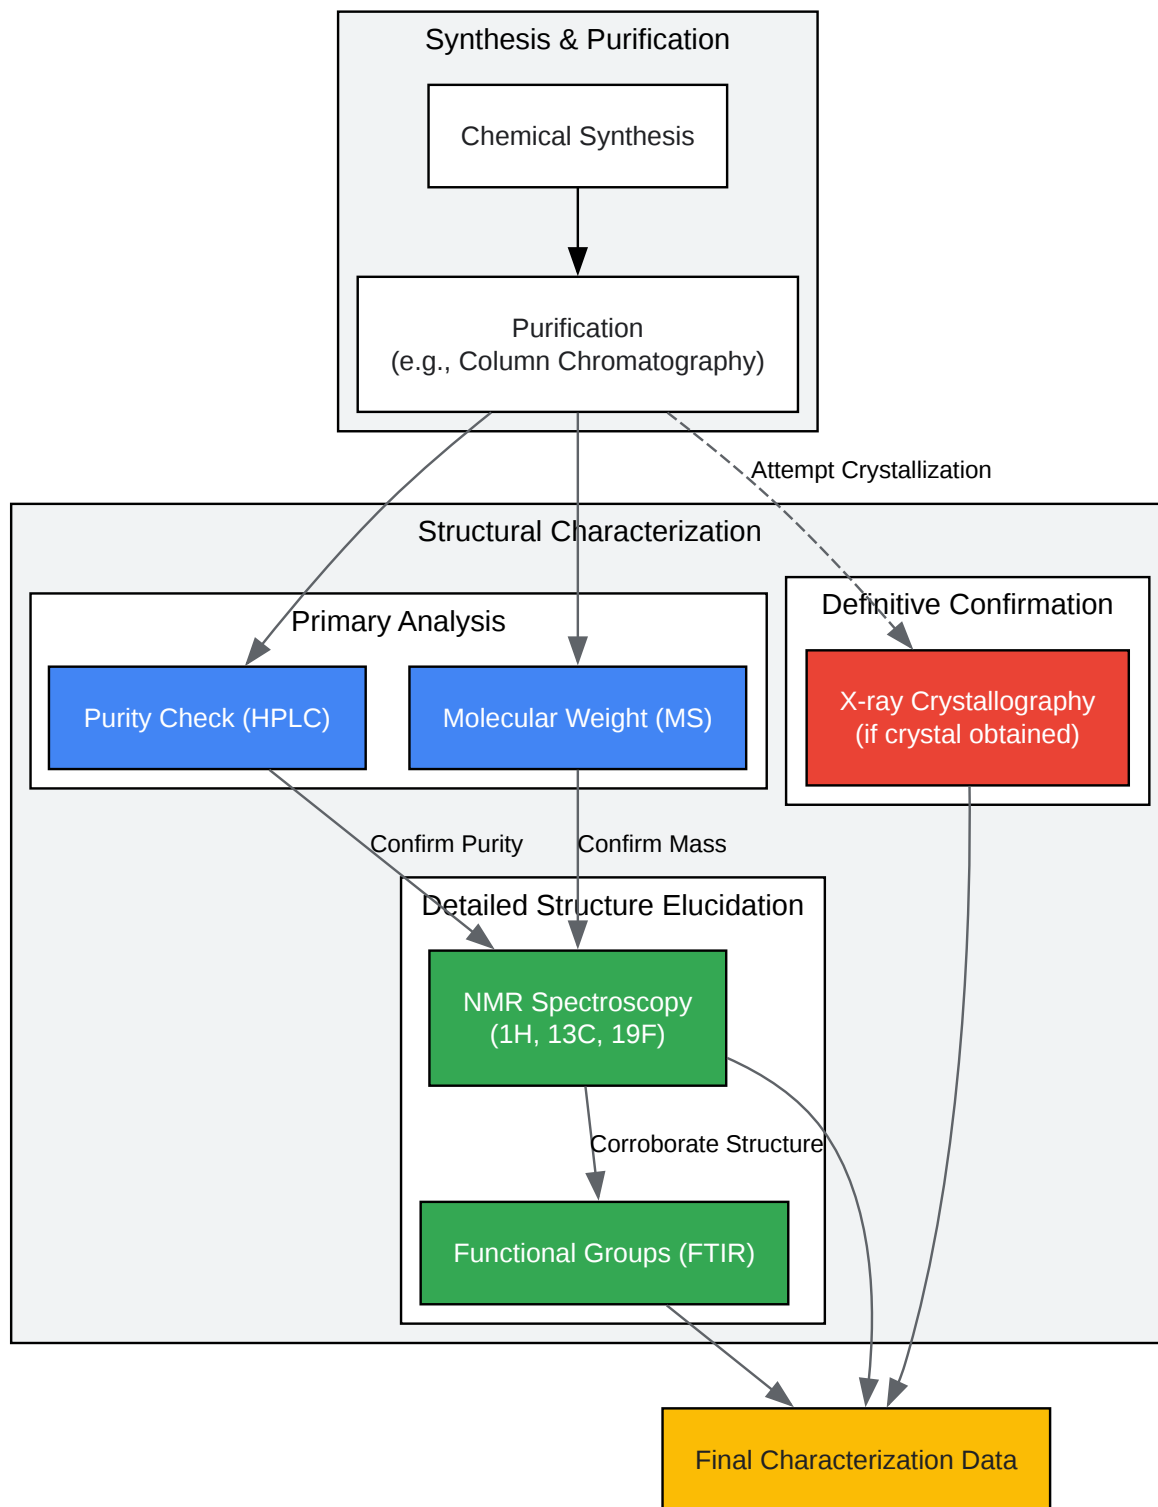 Synthesis & Purification
Chemical Synthesis
Purification
(e.g., Column Chromatography)
Attempt Crystallization
Structural Characterization
Primary Analysis
Definitive Confirmation
Purity Check (HPLC)
Molecular Weight (MS)
X-ray Crystallography
(if crystal obtained)
Confirm Purity
Confirm Mass
Detailed Structure Elucidation
NMR Spectroscopy
(1H, 13C, 19F)
Corroborate Structure
Functional Groups (FTIR)
Final Characterization Data